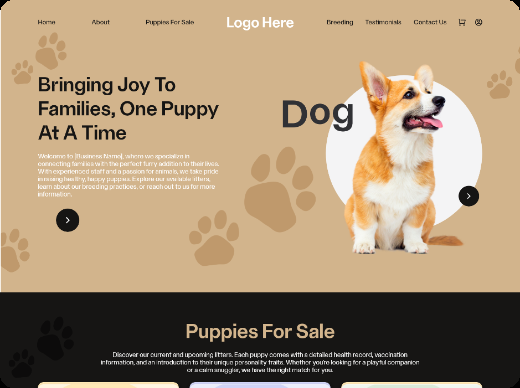 Home About Puppies For Sale Logo Here Breeding Testimonials Contact Us
Bringing Joy To
Families, One Puppy
At A Time
Dog
Welcome to [Business Name], where we specialize in
connecting families with the perfect furry addition to their lives.
With experienced staff and a passion for animals, we take pride
in raising healthy, happy puppies. Explore our available litters,
learn about our breeding practices, or reach out to us for more
information.
Puppies For Sale
Discover our current and upcoming litters. Each puppy comes with a detailed health record, vaccination
information, and an introduction to their unique personality traits. Whether you're looking for a playful companion
or a calm snuggler, we have the right match for you.